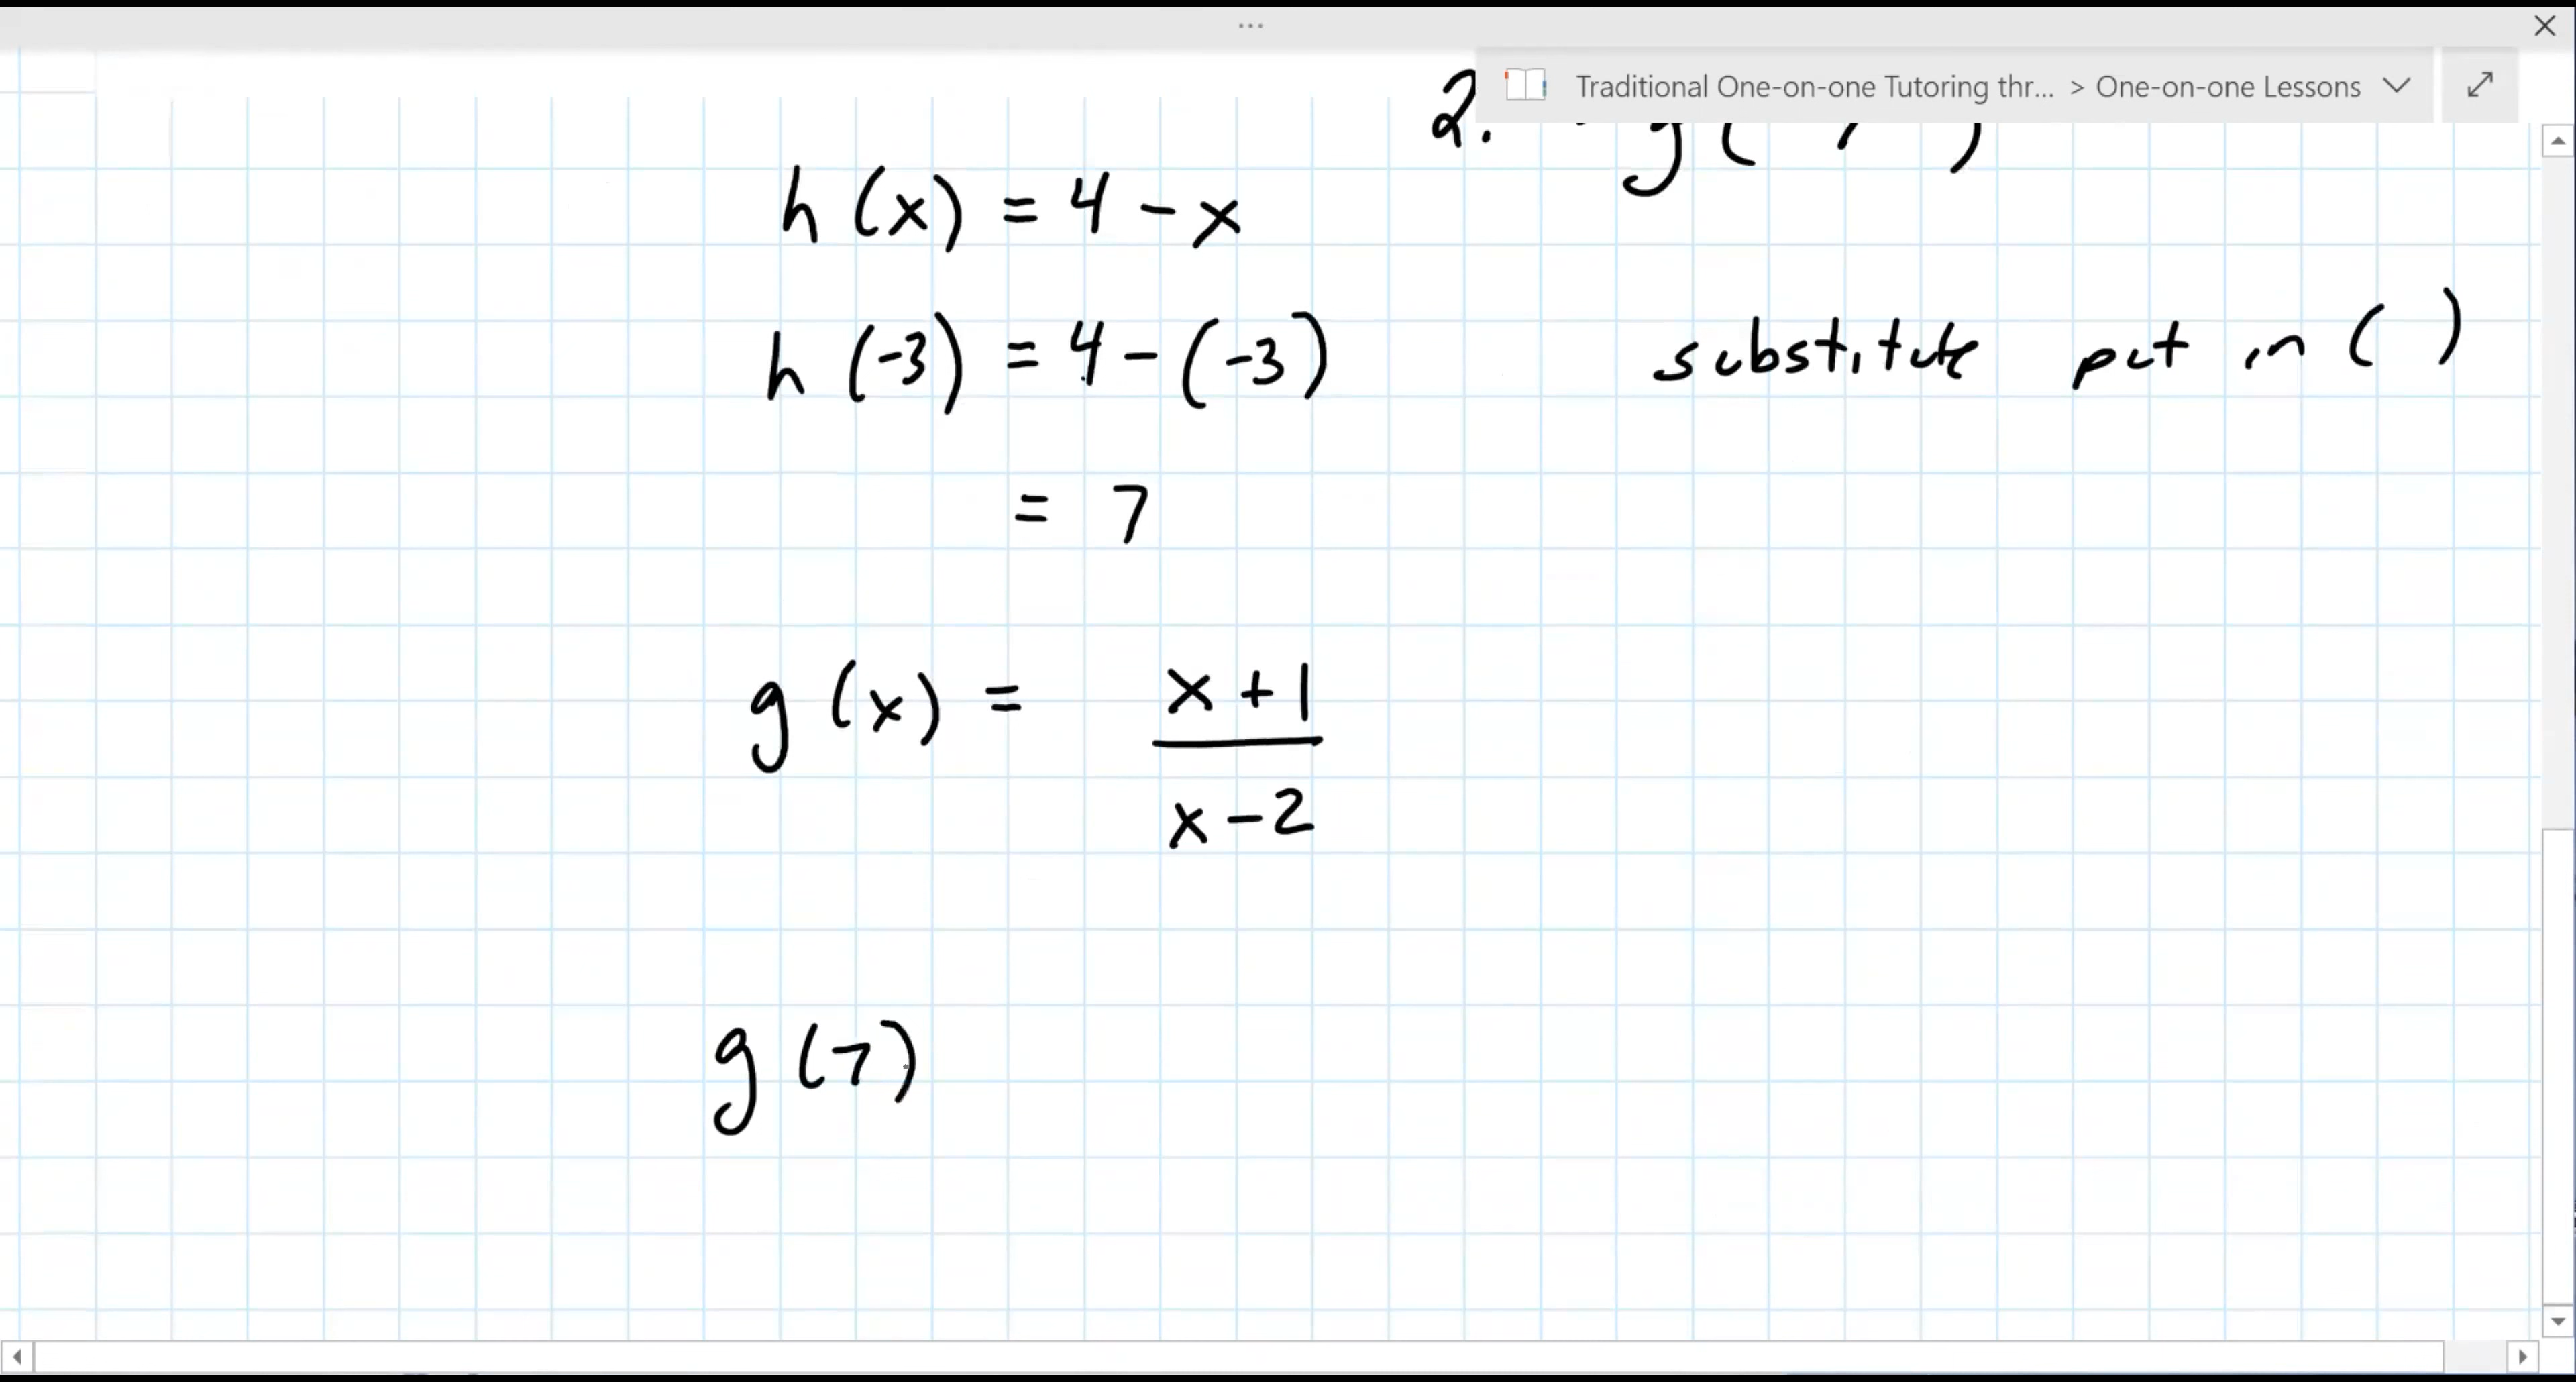 ...
Traditional One-on-one Tutoring thr... > One-on-one Lessons
2. g(7)
h(x) = 4 - x
h(-3) = 4 - (-3)
substitute put in ( )
= 7
g(x) = x + 1
x - 2
g(7)